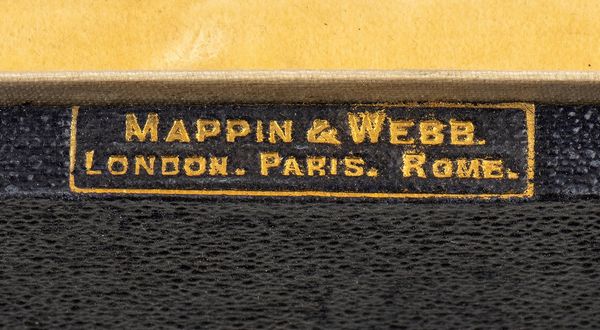 MAPPIN & WEBB.
LONDON. PARIS. ROME.